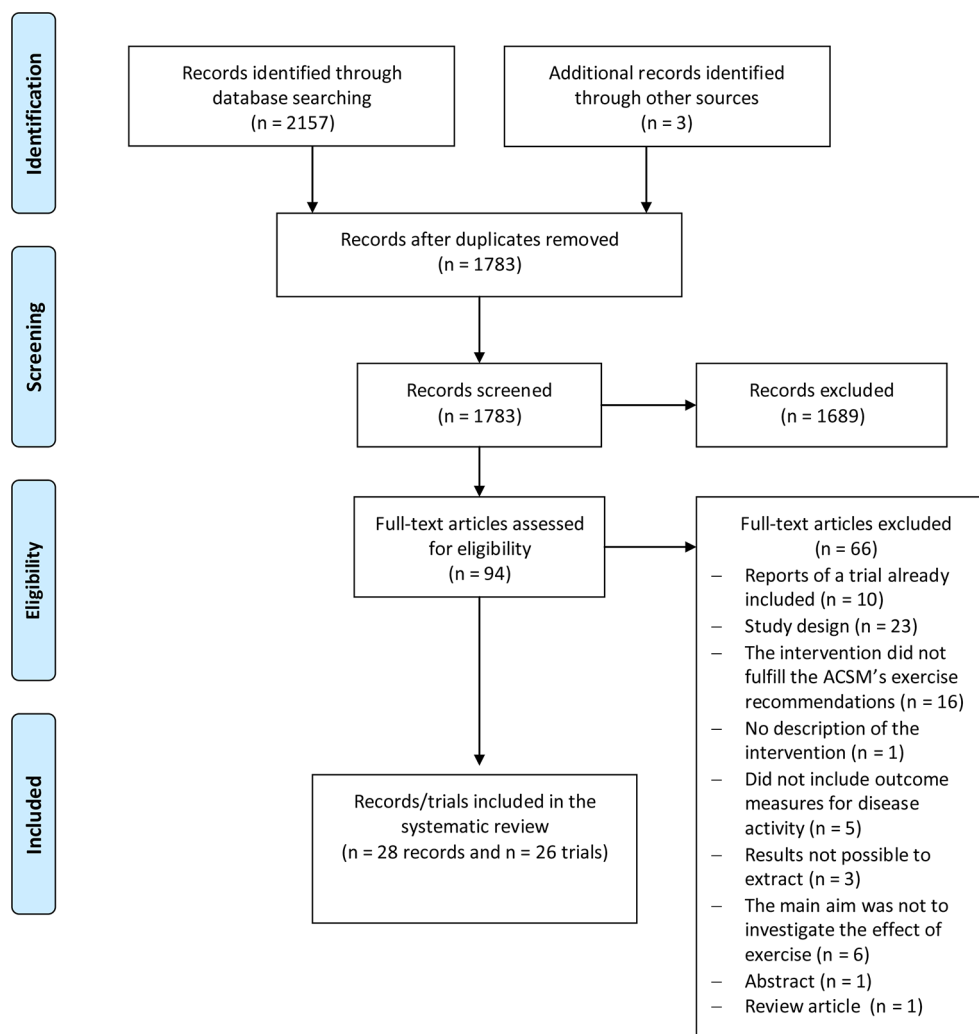 Identification
Records identified through
database searching
(n = 2157)
Additional records identified
through other sources
(n = 3)
Records after duplicates removed
(n = 1783)
Screening
Records screened
(n = 1783)
Records excluded
(n = 1689)
Eligibility
Full-text articles assessed
for eligibility
(n = 94)
Full-text articles excluded
(n = 66)
– Reports of a trial already
included (n = 10)
– Study design (n = 23)
– The intervention did not
fulfill the ACSM's exercise
recommendations (n = 16)
– No description of the
intervention (n = 1)
– Did not include outcome
measures for disease
activity (n = 5)
– Results not possible to
extract (n = 3)
– The main aim was not to
investigate the effect of
exercise (n = 6)
– Abstract (n = 1)
– Review article (n = 1)
Included
Records/trials included in the
systematic review
(n = 28 records and n = 26 trials)